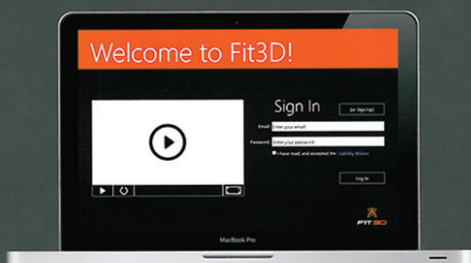 Welcome to Fit3D!
Sign In
(or Sign Up)
Email: Enter your email
Password: Enter your password
I have read, and accepted the Liability Waiver
Log In
FIT3D
MacBook Pro